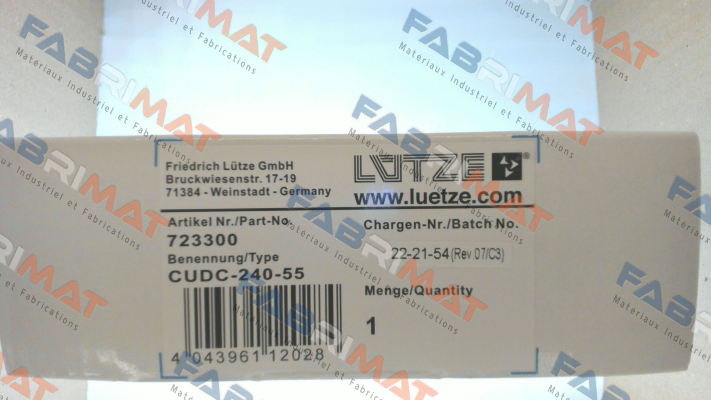 Friedrich Lütze GmbH
Bruckwiesenstr. 17-19
71384 - Weinstadt - Germany
LÜTZE ®
www.luetze.com
Artikel Nr./Part-No.
723300
Benennung/Type
CUDC-240-55
Chargen-Nr./Batch No.
22-21-54 (Rev.07/C3)
Menge/Quantity
1
4 043961 12028
FABRIMAT
Materiaux Industriel et Fabrications